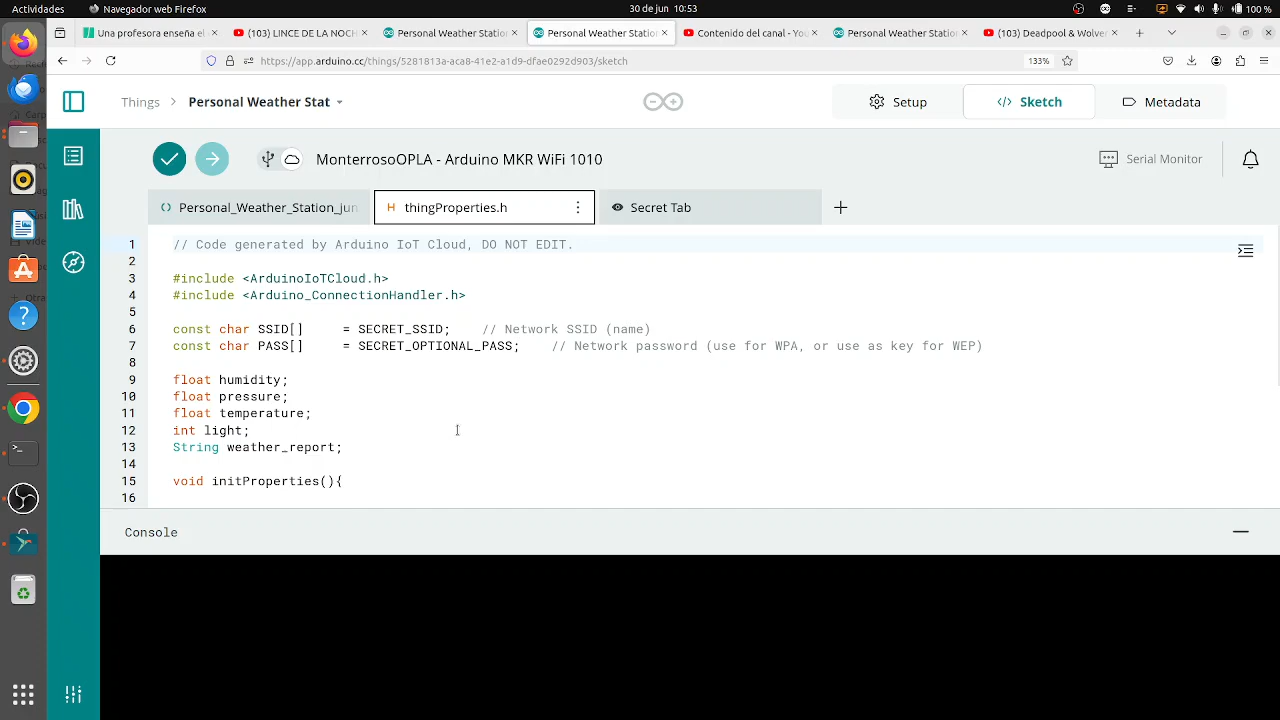 Actividades
Navegador web Firefox
30 de jun 10:53
100 %
Una profesora enseña el
(103) LINCE DE LA NOCH
Personal Weather Statio
Personal Weather Statio
Contenido del canal - You
Personal Weather Statio
(103) Deadpool & Wolver
https://app.arduino.cc/things/5281813a-aca8-41e2-a1d9-dfae0292d903/sketch
133%
Things > Personal Weather Stat
Setup
</> Sketch
Metadata
MonterrosoOPLA - Arduino MKR WiFi 1010
Serial Monitor
Personal_Weather_Station_jun
H thingProperties.h
Secret Tab
1 // Code generated by Arduino IoT Cloud, DO NOT EDIT.
2
3 #include <ArduinoIoTCloud.h>
4 #include <Arduino_ConnectionHandler.h>
5
6 const char SSID[] = SECRET_SSID; // Network SSID (name)
7 const char PASS[] = SECRET_OPTIONAL_PASS; // Network password (use for WPA, or use as key for WEP)
8
9 float humidity;
10 float pressure;
11 float temperature;
12 int light;
13 String weather_report;
14
15 void initProperties(){
16
Console